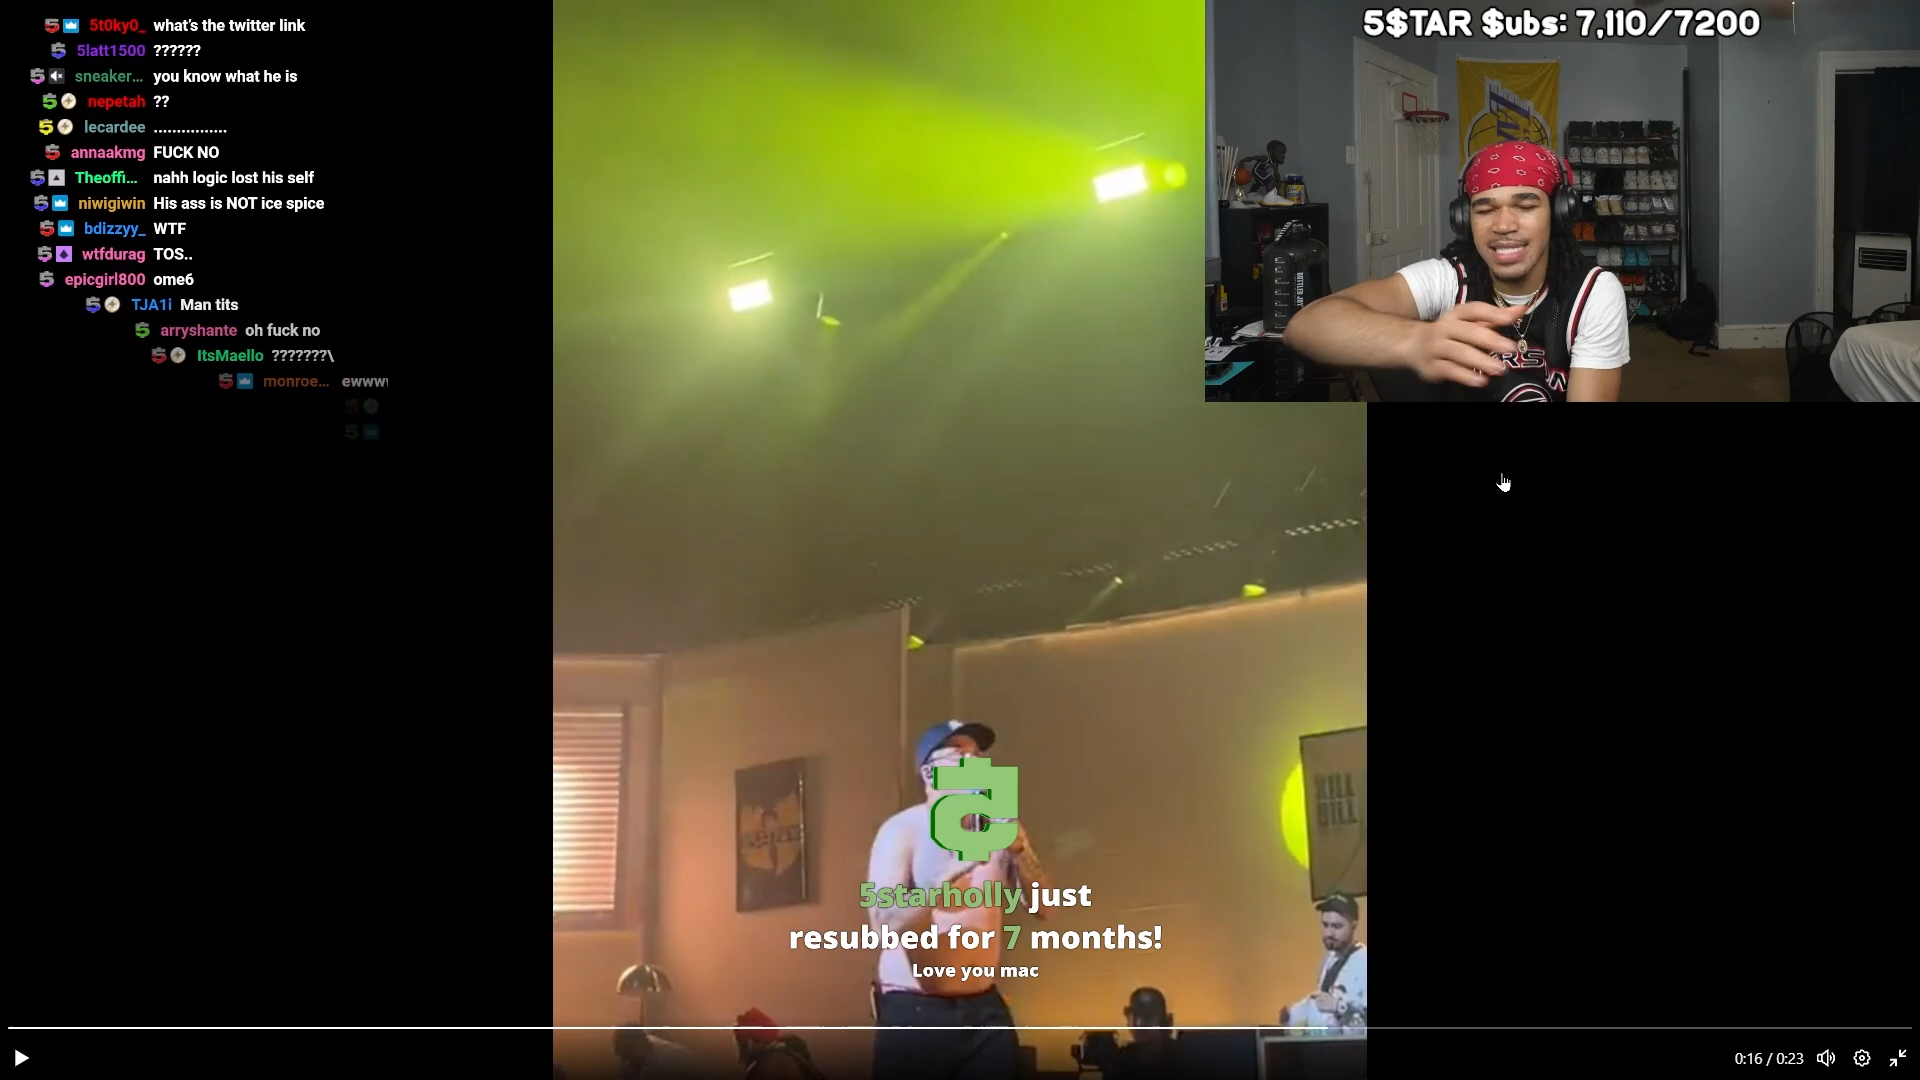 5t0ky0_ what's the twitter link
5latt1500 ??????
sneaker... you know what he is
nepetah ??
lecardee ................
annaakmg FUCK NO
Theoffi... nahh logic lost his self
niwigiwin His ass is NOT ice spice
bdizzyy_ WTF
wtfdurag TOS..
epicgirl800 ome6
TJA1i Man tits
arryshante oh fuck no
ItsMaello ???????\
monroe... ewww
5$TAR $ubs: 7,110/7200
KILL
BILL
5starholly just
resubbed for 7 months!
Love you mac
0:16 / 0:23